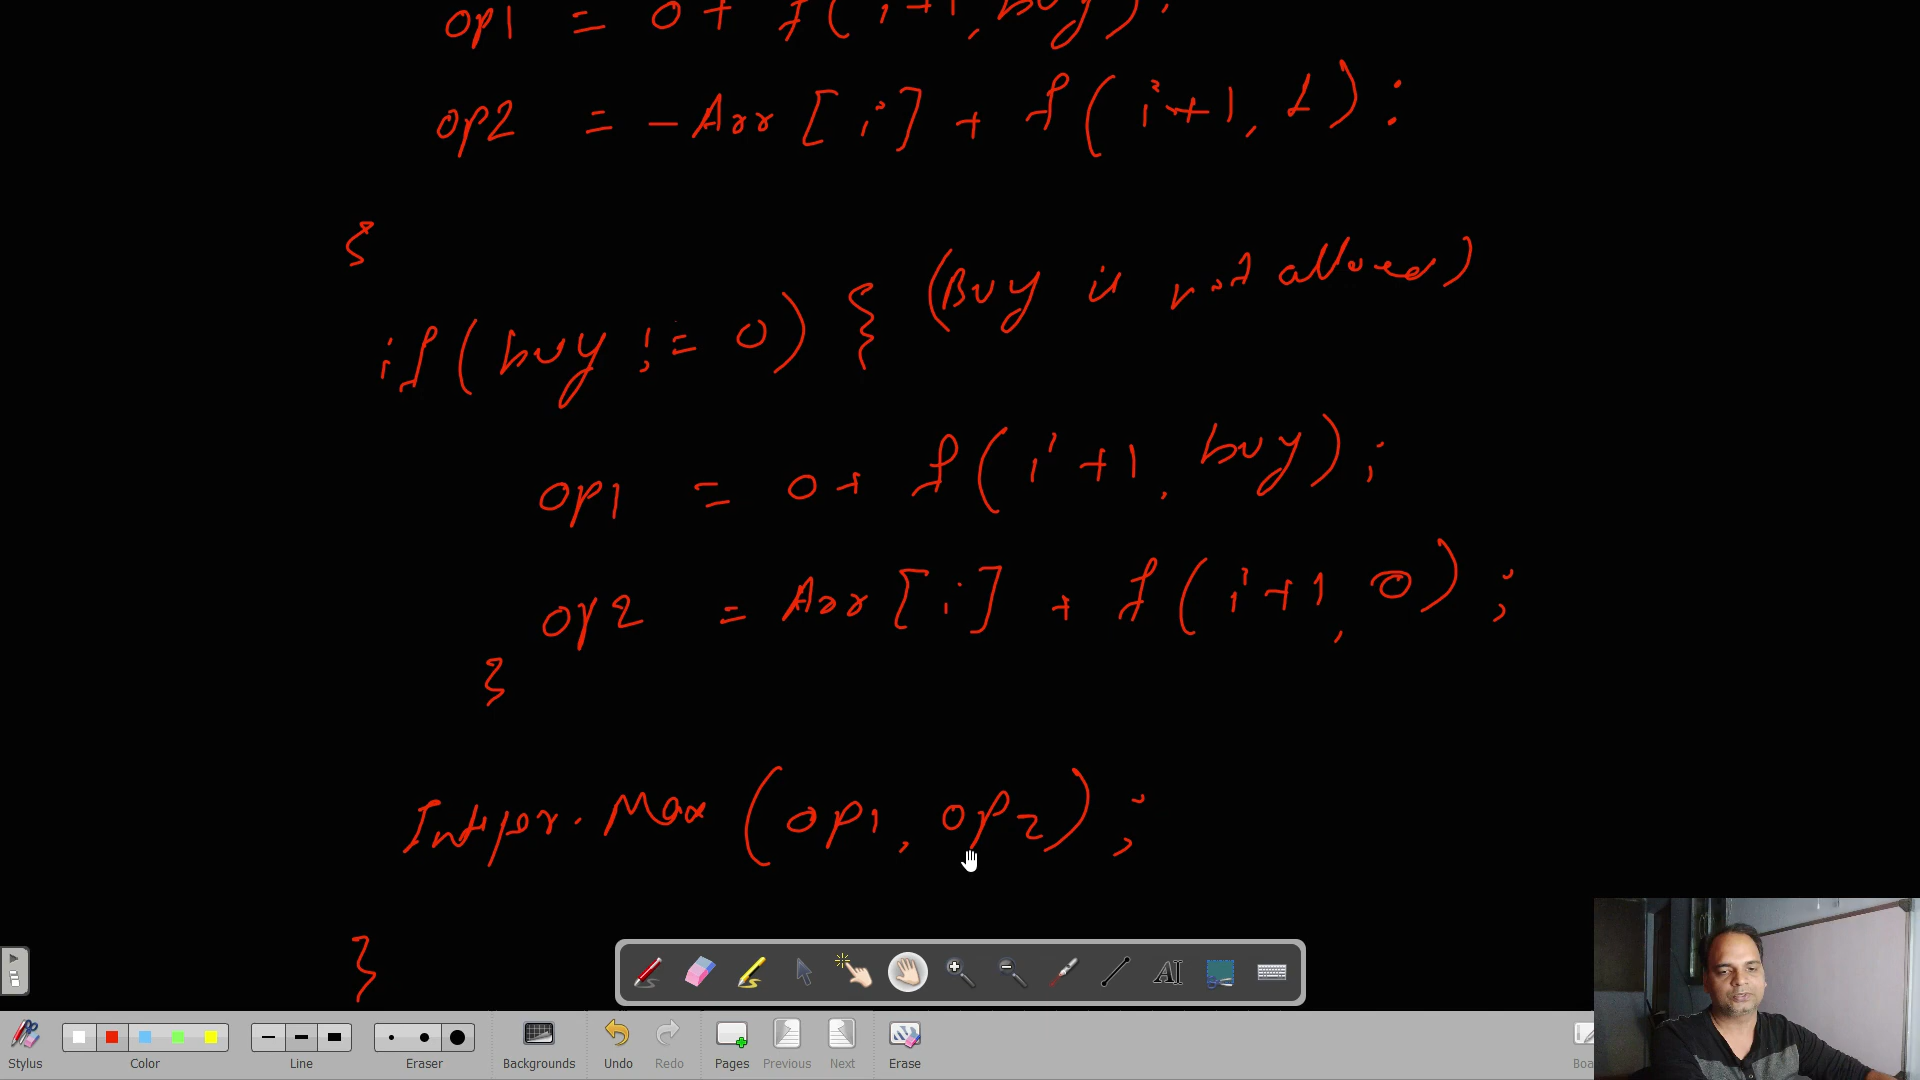 op1 = 0 + f(i+1, buy);
op2 = -Arr[i] + f(i+1, 1);
}
if(buy != 0) { (Buy is not allowed)
op1 = 0 + f(i+1, buy);
op2 = Arr[i] + f(i+1, 0);
}
Integer.Max(op1, op2);
}
Stylus
Color
Line
Eraser
Backgrounds
Undo
Redo
Pages
Previous
Next
Erase
Boa